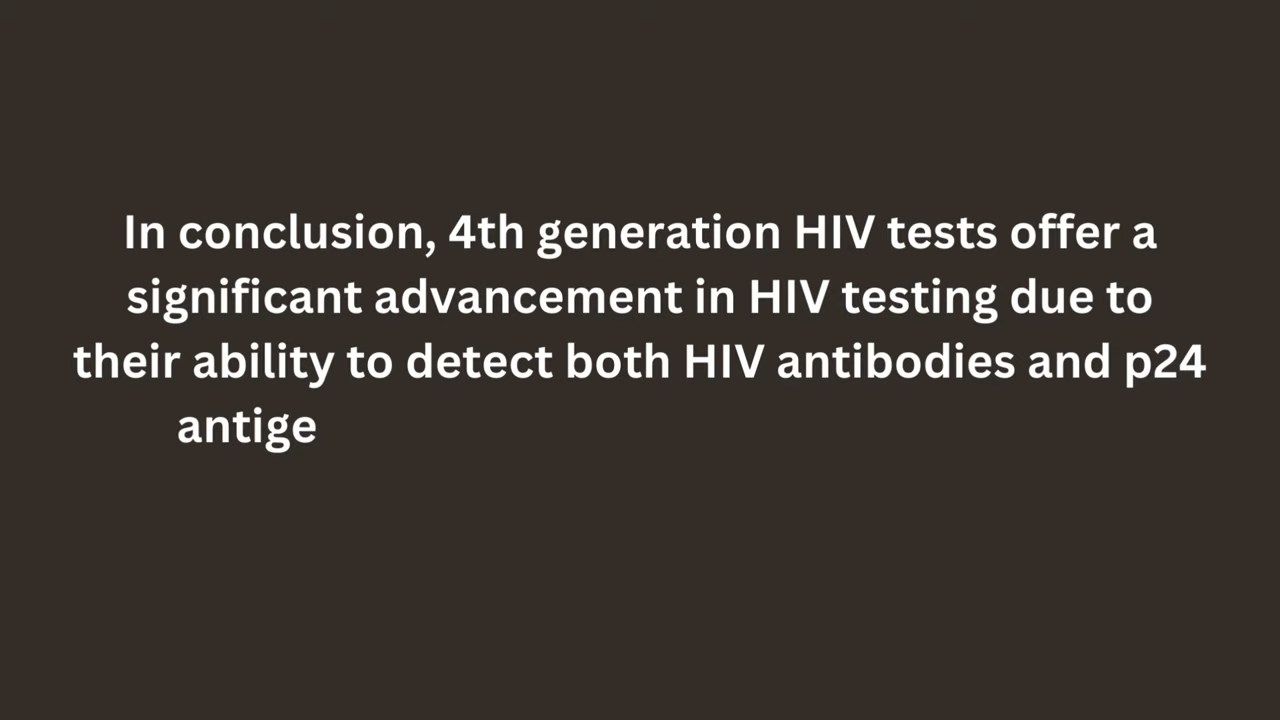 In conclusion, 4th generation HIV tests offer a
significant advancement in HIV testing due to
their ability to detect both HIV antibodies and p24
antige